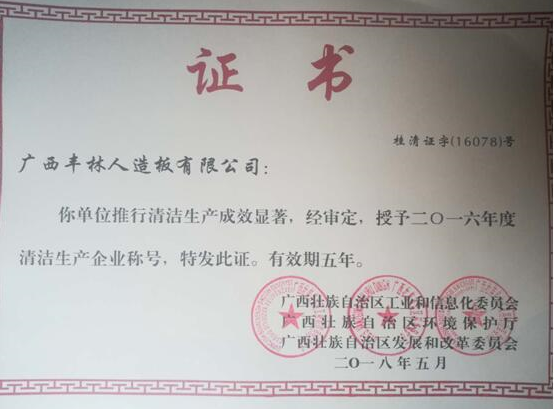 证书
桂清证字(16078)号
广西丰林人造板有限公司：
你单位推行清洁生产成效显著，经审定，授予二〇一六年度
清洁生产企业称号，特发此证。有效期五年。
广西壮族自治区工业和信息化委员会
广西壮族自治区环境保护厅
广西壮族自治区发展和改革委员会
二〇一八年五月